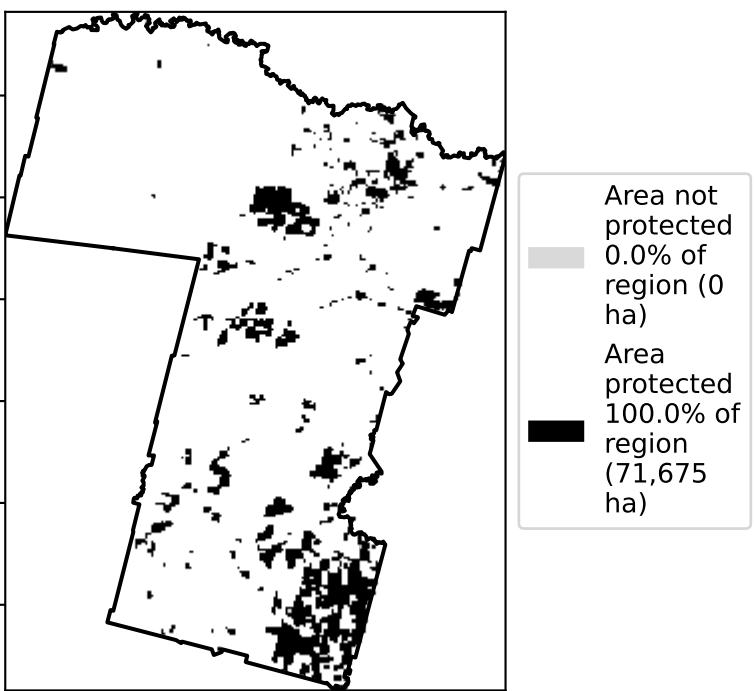 Area not
protected
0.0% of
region (0
ha)
Area
protected
100.0% of
region
(71,675
ha)